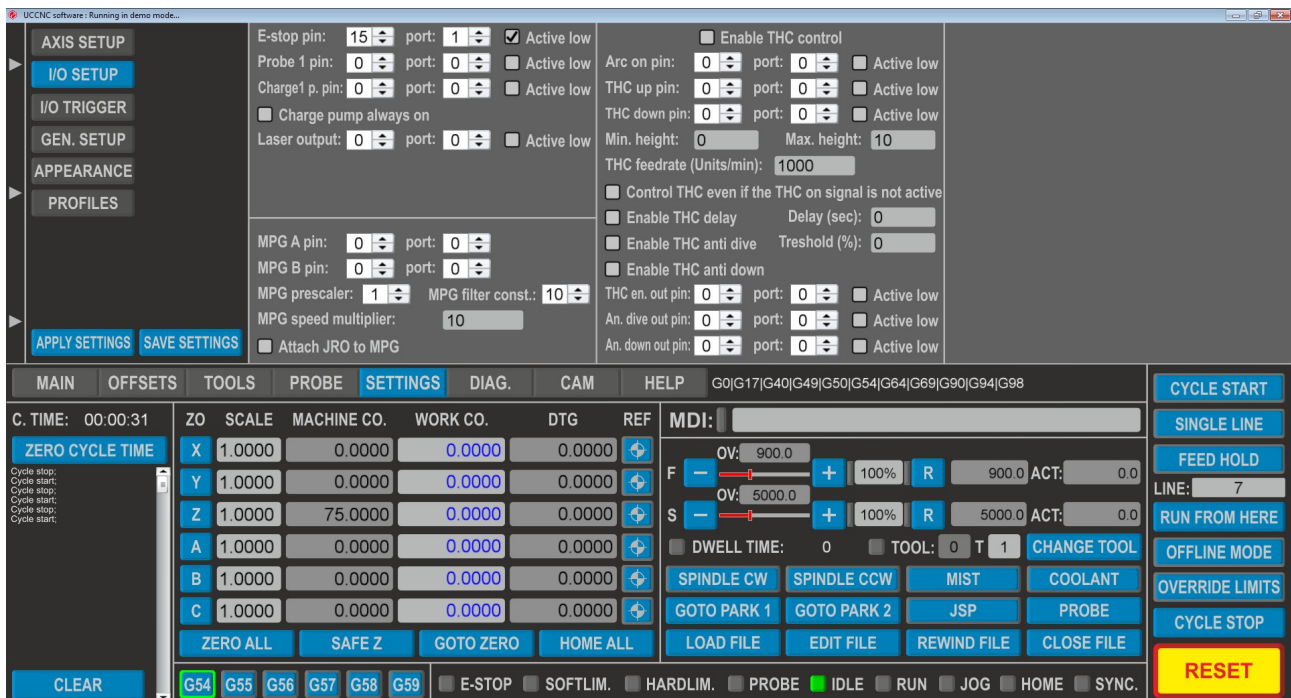 UCCNC software : Running in demo mode...
AXIS SETUP
I/O SETUP
I/O TRIGGER
GEN. SETUP
APPEARANCE
PROFILES
APPLY SETTINGS SAVE SETTINGS
E-stop pin: 15 port: 1 Active low
Probe 1 pin: 0 port: 0 Active low
Charge1 p. pin: 0 port: 0 Active low
Charge pump always on
Laser output: 0 port: 0 Active low
MPG A pin: 0 port: 0
MPG B pin: 0 port: 0
MPG prescaler: 1 MPG filter const.: 10
MPG speed multiplier: 10
Attach JRO to MPG
Enable THC control
Arc on pin: 0 port: 0 Active low
THC up pin: 0 port: 0 Active low
THC down pin: 0 port: 0 Active low
Min. height: 0 Max. height: 10
THC feedrate (Units/min): 1000
Control THC even if the THC on signal is not active
Enable THC delay Delay (sec): 0
Enable THC anti dive Treshold (%): 0
Enable THC anti down
THC en. out pin: 0 port: 0 Active low
An. dive out pin: 0 port: 0 Active low
An. down out pin: 0 port: 0 Active low
MAIN OFFSETS TOOLS PROBE SETTINGS DIAG. CAM HELP G0|G17|G40|G49|G50|G54|G64|G69|G90|G94|G98
C. TIME: 00:00:31
ZERO CYCLE TIME
Cycle stop;
Cycle start;
Cycle stop;
Cycle start;
Cycle stop;
Cycle start;
CLEAR
ZO SCALE MACHINE CO. WORK CO. DTG REF
X 1.0000 0.0000 0.0000 0.0000
Y 1.0000 0.0000 0.0000 0.0000
Z 1.0000 75.0000 0.0000 0.0000
A 1.0000 0.0000 0.0000 0.0000
B 1.0000 0.0000 0.0000 0.0000
C 1.0000 0.0000 0.0000 0.0000
ZERO ALL SAFE Z GOTO ZERO HOME ALL
G54 G55 G56 G57 G58 G59 E-STOP SOFTLIM. HARDLIM. PROBE IDLE RUN JOG HOME SYNC.
MDI:
OV: 900.0
F − + 100% R 900.0 ACT: 0.0
OV: 5000.0
S − + 100% R 5000.0 ACT: 0.0
DWELL TIME: 0 TOOL: 0 T 1 CHANGE TOOL
SPINDLE CW SPINDLE CCW MIST COOLANT
GOTO PARK 1 GOTO PARK 2 JSP PROBE
LOAD FILE EDIT FILE REWIND FILE CLOSE FILE
CYCLE START
SINGLE LINE
FEED HOLD
LINE: 7
RUN FROM HERE
OFFLINE MODE
OVERRIDE LIMITS
CYCLE STOP
RESET